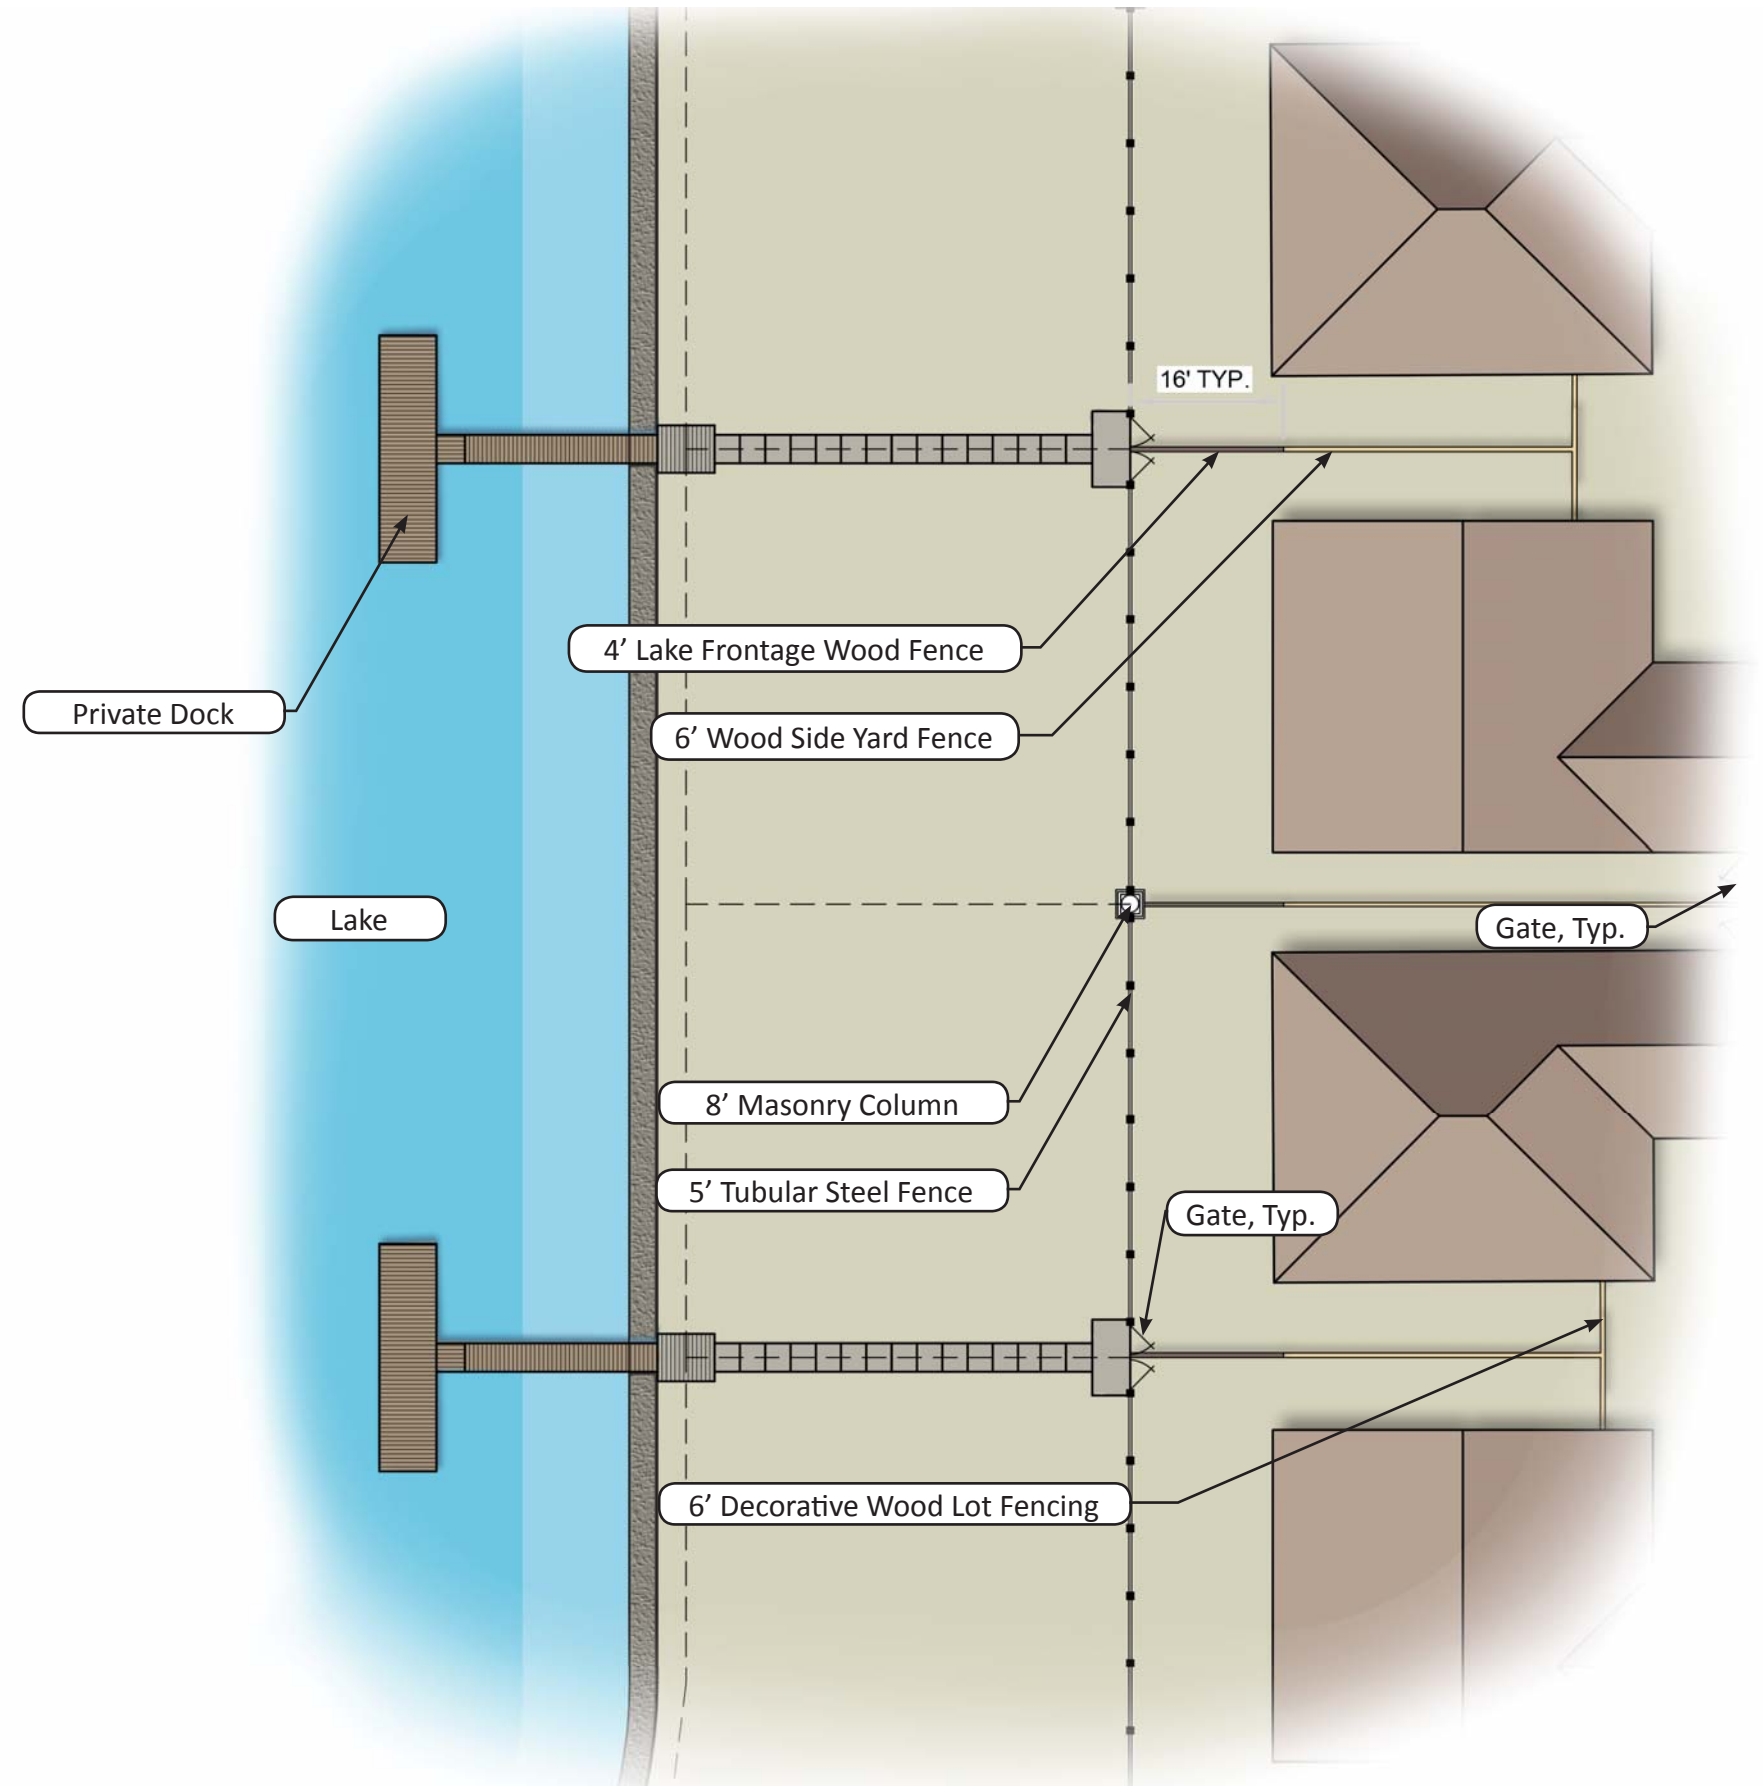 16' TYP.
4’ Lake Frontage Wood Fence
Private Dock
6’ Wood Side Yard Fence
Lake
Gate, Typ.
8’ Masonry Column
5’ Tubular Steel Fence
Gate, Typ.
6’ Decorative Wood Lot Fencing